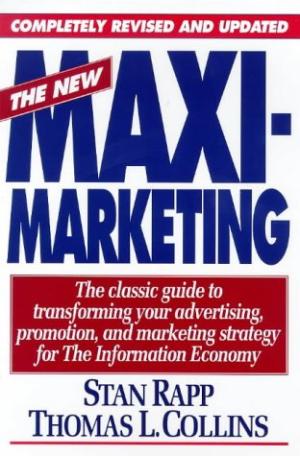 COMPLETELY REVISED AND UPDATED
THE NEW
MAXI-
MARKETING
The classic guide to
transforming your advertising,
promotion, and marketing strategy
for The Information Economy
STAN RAPP
THOMAS L. COLLINS